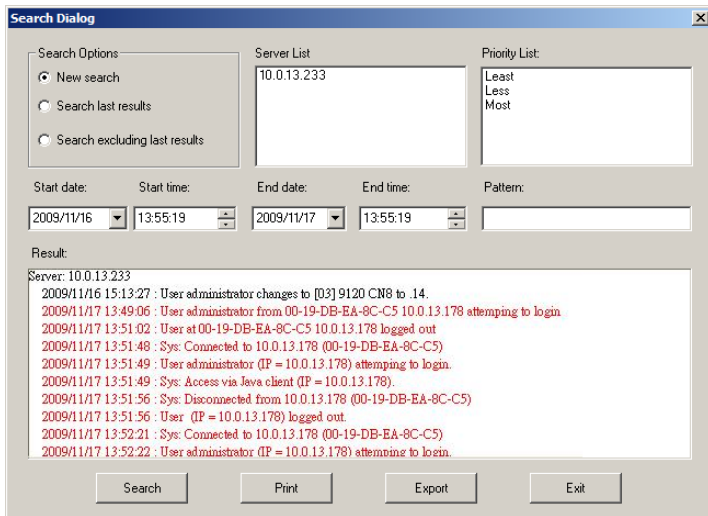 Search Dialog
Search Options
New search
Search last results
Search excluding last results
Server List
10.0.13.233
Priority List:
Least
Less
Most
Start date:
Start time:
End date:
End time:
Pattern:
2009/11/16
13:55:19
2009/11/17
13:55:19
Result:
Server: 10.0.13.233
2009/11/16 15:13:27 : User administrator changes to [03] 9120 CN8 to .14.
2009/11/17 13:49:06 : User administrator from 00-19-DB-EA-8C-C5 10.0.13.178 attemping to login
2009/11/17 13:51:02 : User at 00-19-DB-EA-8C-C5 10.0.13.178 logged out
2009/11/17 13:51:48 : Sys: Connected to 10.0.13.178 (00-19-DB-EA-8C-C5)
2009/11/17 13:51:49 : User administrator (IP = 10.0.13.178) attemping to login.
2009/11/17 13:51:49 : Sys: Access via Java client (IP = 10.0.13.178).
2009/11/17 13:51:56 : Sys: Disconnected from 10.0.13.178 (00-19-DB-EA-8C-C5)
2009/11/17 13:51:56 : User (IP = 10.0.13.178) logged out.
2009/11/17 13:52:21 : Sys: Connected to 10.0.13.178 (00-19-DB-EA-8C-C5)
2009/11/17 13:52:22 : User administrator (IP = 10.0.13.178) attemping to login.
Search
Print
Export
Exit